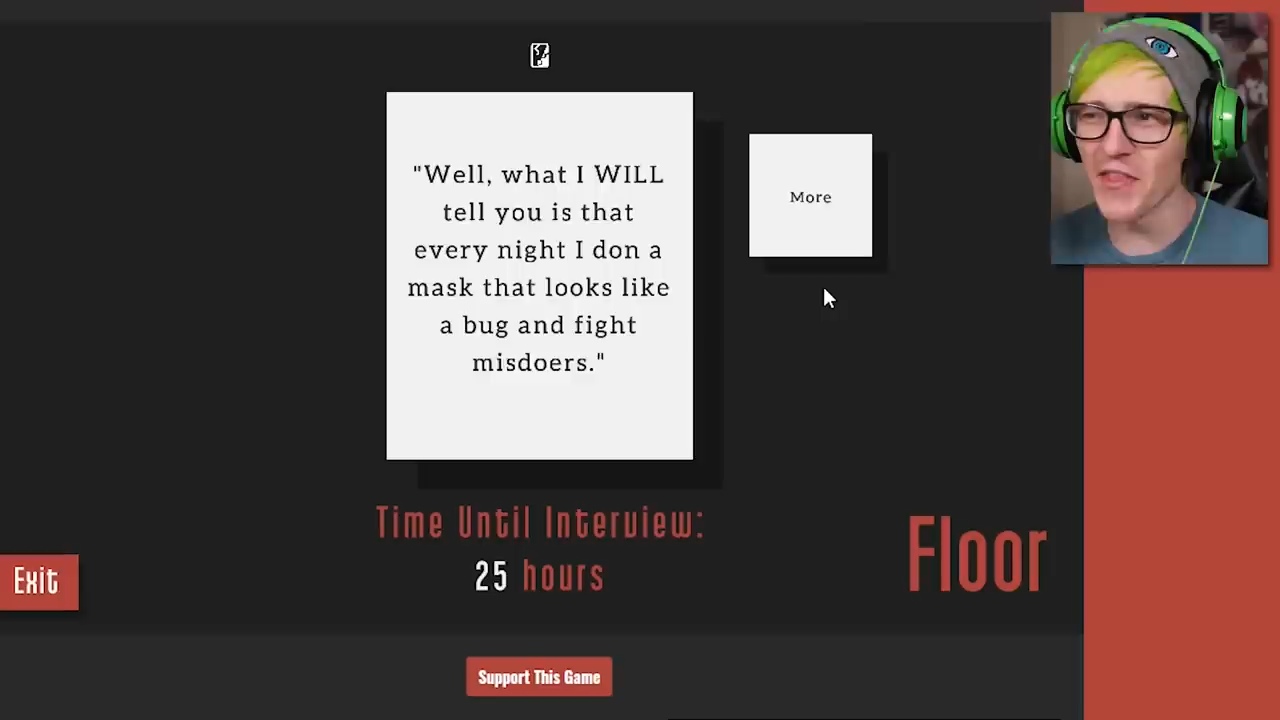 "Well, what I WILL
tell you is that
every night I don a
mask that looks like
a bug and fight
misdoers."
More
Time Until Interview:
25 hours
Floor
Exit
Support This Game